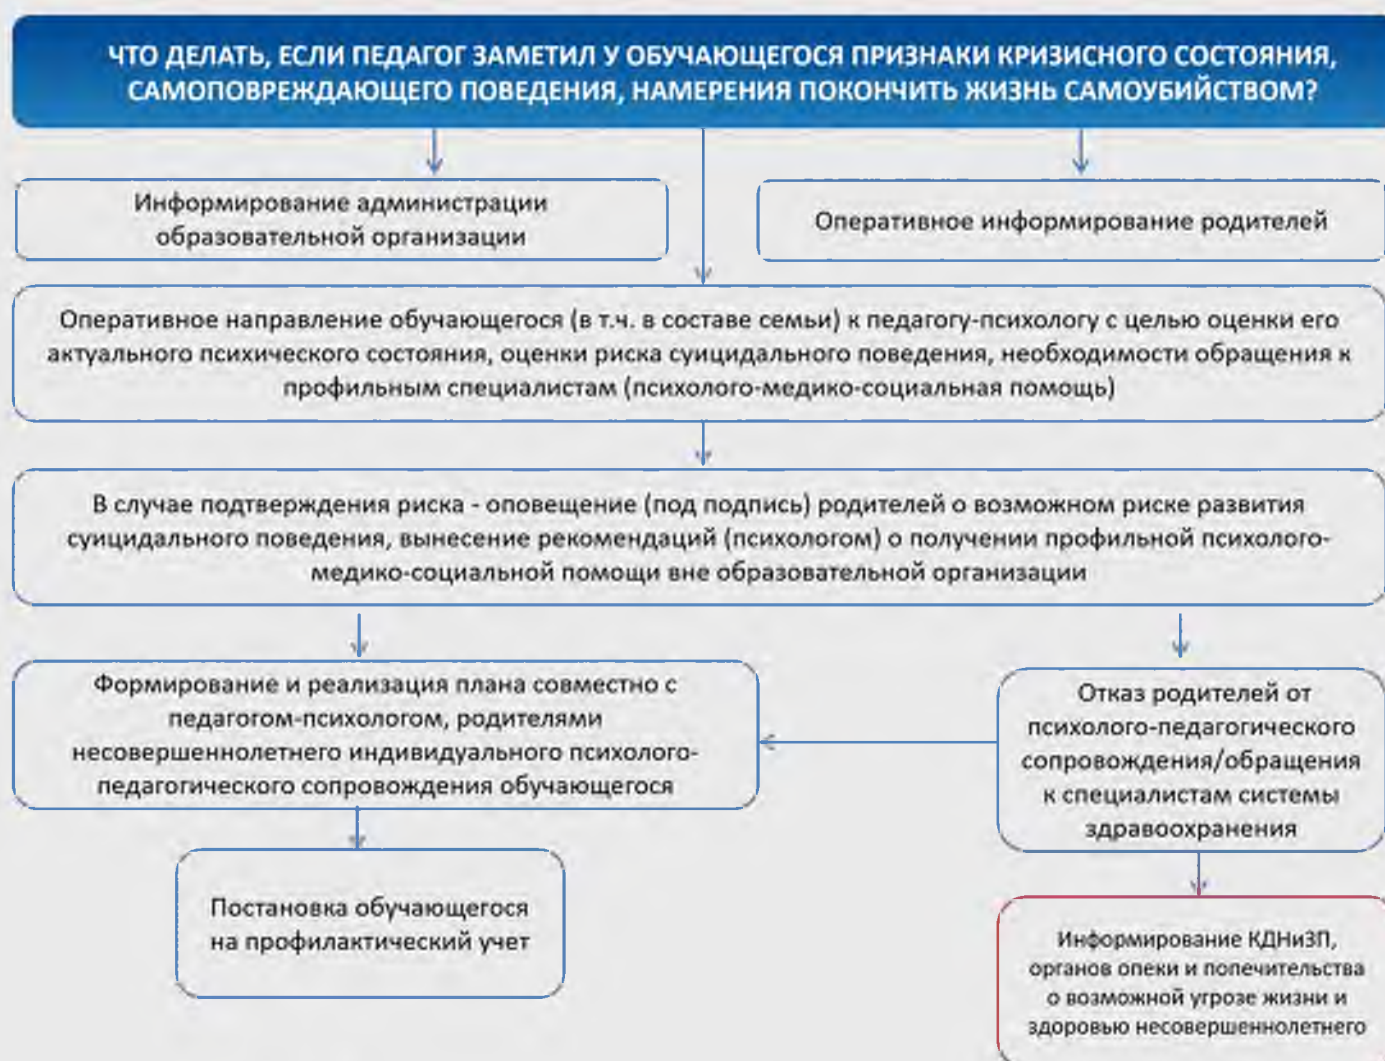 ЧТО ДЕЛАТЬ, ЕСЛИ ПЕДАГОГ ЗАМЕТИЛ У ОБУЧАЮЩЕГОСЯ ПРИЗНАКИ КРИЗИСНОГО СОСТОЯНИЯ,
САМОПОВРЕЖДАЮЩЕГО ПОВЕДЕНИЯ, НАМЕРЕНИЯ ПОКОНЧИТЬ ЖИЗНЬ САМОУБИЙСТВОМ?
Информирование администрации
образовательной организации
Оперативное информирование родителей
Оперативное направление обучающегося (в т.ч. в составе семьи) к педагогу-психологу с целью оценки его
актуального психического состояния, оценки риска суицидального поведения, необходимости обращения к
профильным специалистам (психолого-медико-социальная помощь)
В случае подтверждения риска - оповещение (под подпись) родителей о возможном риске развития
суицидального поведения, вынесение рекомендаций (психологом) о получении профильной психолого-
медико-социальной помощи вне образовательной организации
Формирование и реализация плана совместно с
педагогом-психологом, родителями
несовершеннолетнего индивидуального психолого-
педагогического сопровождения обучающегося
Отказ родителей от
психолого-педагогического
сопровождения/обращения
к специалистам системы
здравоохранения
Постановка обучающегося
на профилактический учет
Информирование КДНиЗП,
органов опеки и попечительства
о возможной угрозе жизни и
здоровью несовершеннолетнего